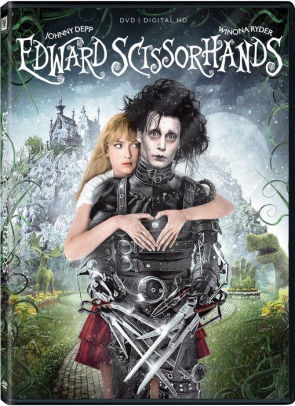 DVD | DIGITAL HD
JOHNNY DEPP
WINONA RYDER
EDWARD SCISSORHANDS